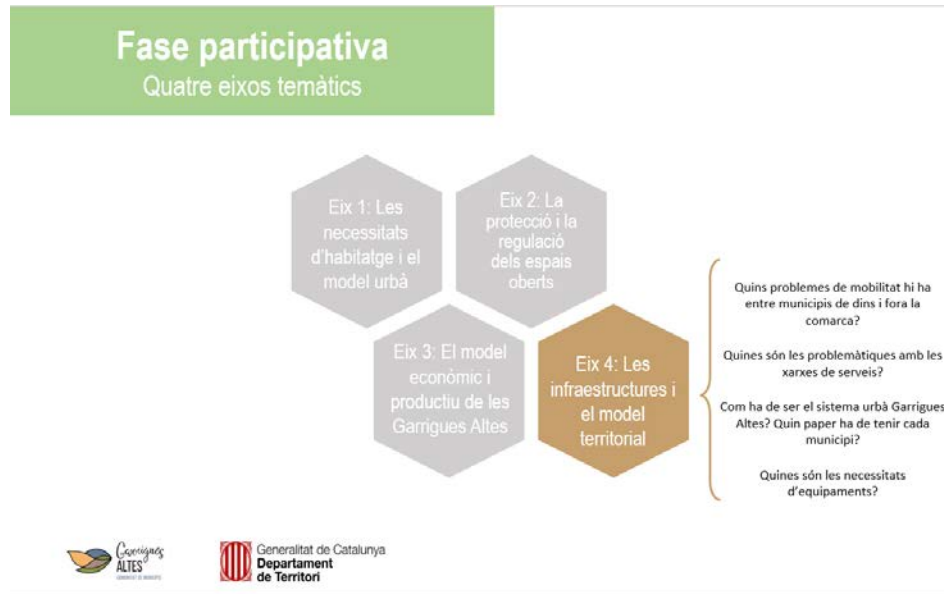 Fase participativa
Quatre eixos temàtics
Eix 1: Les
necessitats
d'habitatge i el
model urbà
Eix 2: La
protecció i la
regulació
dels espais
oberts
Eix 3: El model
econòmic i
productiu de les
Garrigues Altes
Eix 4: Les
infraestructures i
el model
territorial
Quins problemes de mobilitat hi ha
entre municipis de dins i fora la
comarca?
Quines són les problemàtiques amb les
xarxes de serveis?
Com ha de ser el sistema urbà Garrigues
Altes? Quin paper ha de tenir cada
municipi?
Quines són les necessitats
d'equipaments?
Garrigues
ALTES
Generalitat de Catalunya
Departament
de Territori